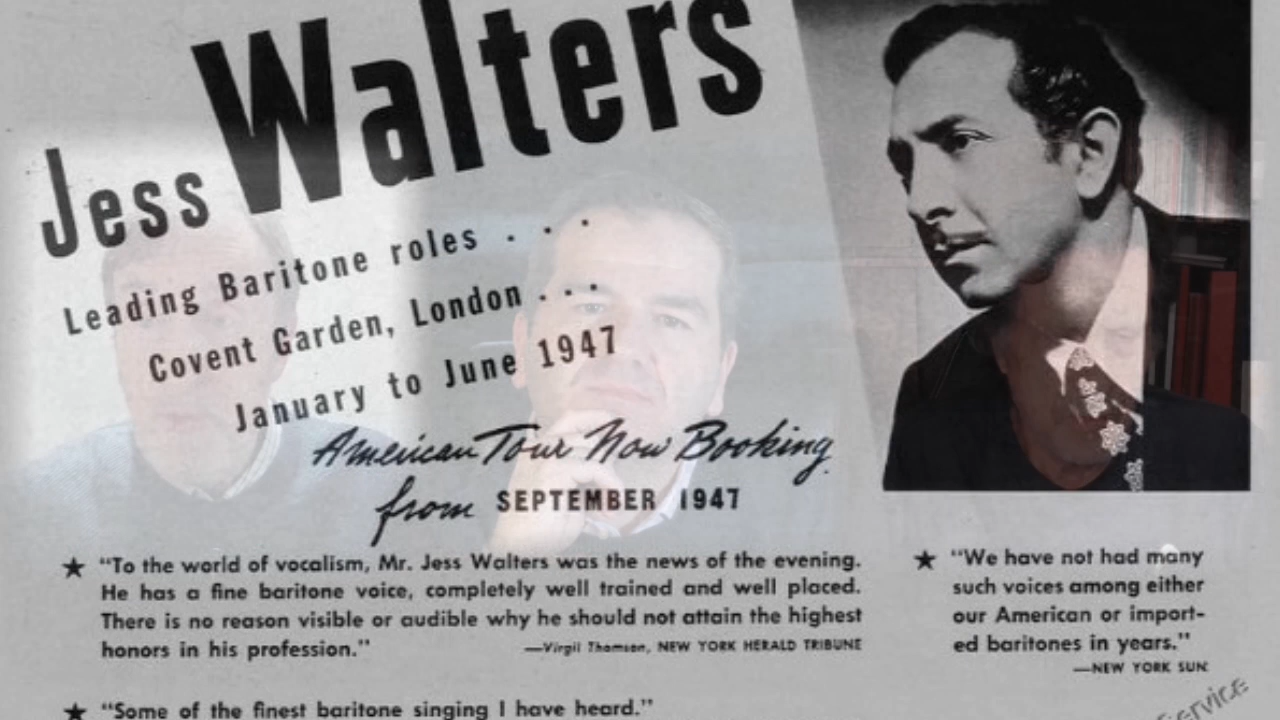 Jess Walters
Leading Baritone roles . . .
Covent Garden, London . . .
January to June 1947
American Tour Now Booking
from SEPTEMBER 1947
★ “To the world of vocalism, Mr. Jess Walters was the news of the evening.
He has a fine baritone voice, completely well trained and well placed.
There is no reason visible or audible why he should not attain the highest
honors in his profession.”
—Virgil Thomson, NEW YORK HERALD TRIBUNE
★ “We have not had many
such voices among either
our American or import-
ed baritones in years.”
—NEW YORK SUN
★ “Some of the finest baritone singing I have heard.”
Service